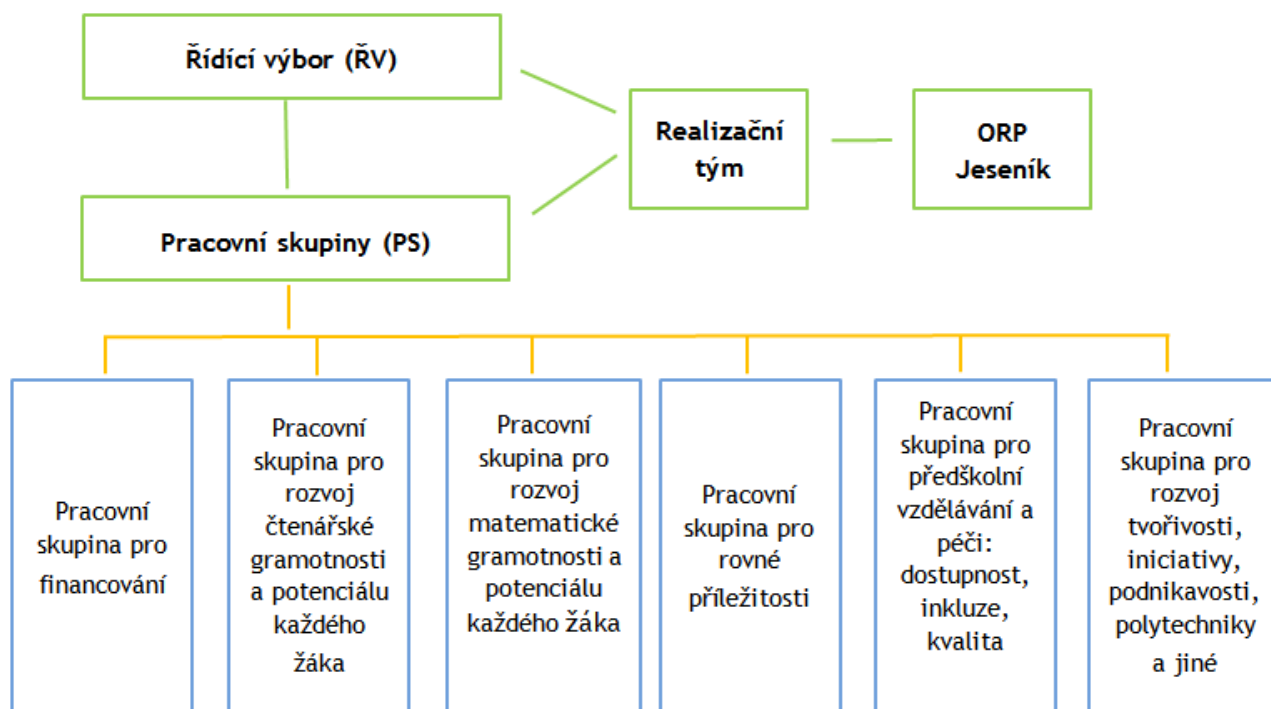 Řídící výbor (ŘV)
Realizační
tým
ORP
Jeseník
Pracovní skupiny (PS)
Pracovní
skupina pro
financování
Pracovní
skupina pro
rozvoj
čtenářské
gramotnosti
a potenciálu
každého
žáka
Pracovní
skupina pro
rozvoj
matematické
gramotnosti a
potenciálu
každého žáka
Pracovní
skupina pro
rovné
příležitosti
Pracovní
skupina pro
předškolní
vzdělávání a
péči:
dostupnost,
inkluze,
kvalita
Pracovní
skupina pro
rozvoj
tvořivosti,
iniciativy,
podnikavosti,
polytechniky
a jiné